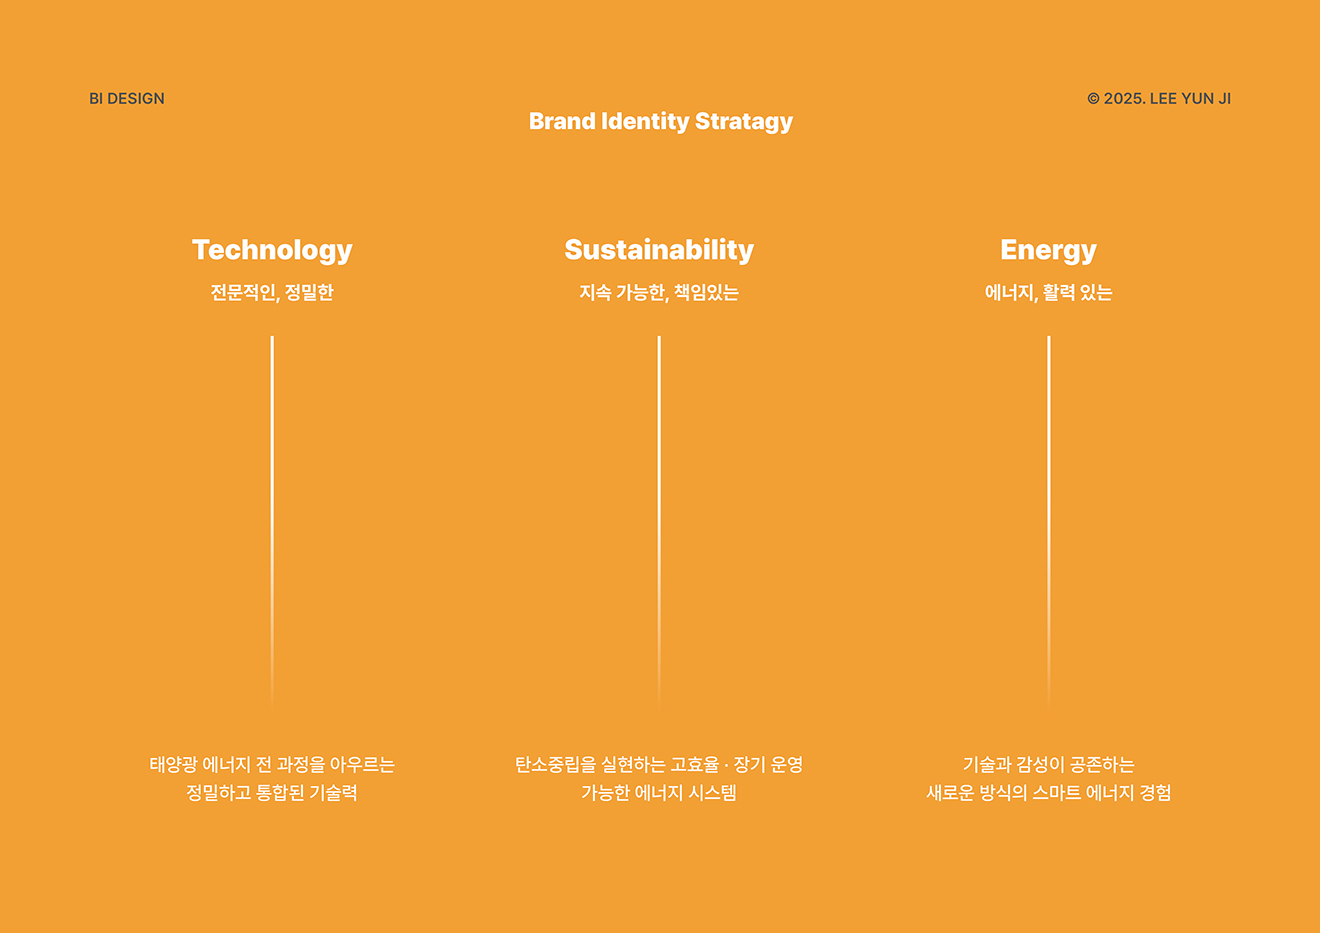 BI DESIGN
© 2025. LEE YUN JI
Brand Identity Stratagy
Technology
전문적인, 정밀한
태양광 에너지 전 과정을 아우르는
정밀하고 통합된 기술력
Sustainability
지속 가능한, 책임있는
탄소중립을 실현하는 고효율 · 장기 운영
가능한 에너지 시스템
Energy
에너지, 활력 있는
기술과 감성이 공존하는
새로운 방식의 스마트 에너지 경험